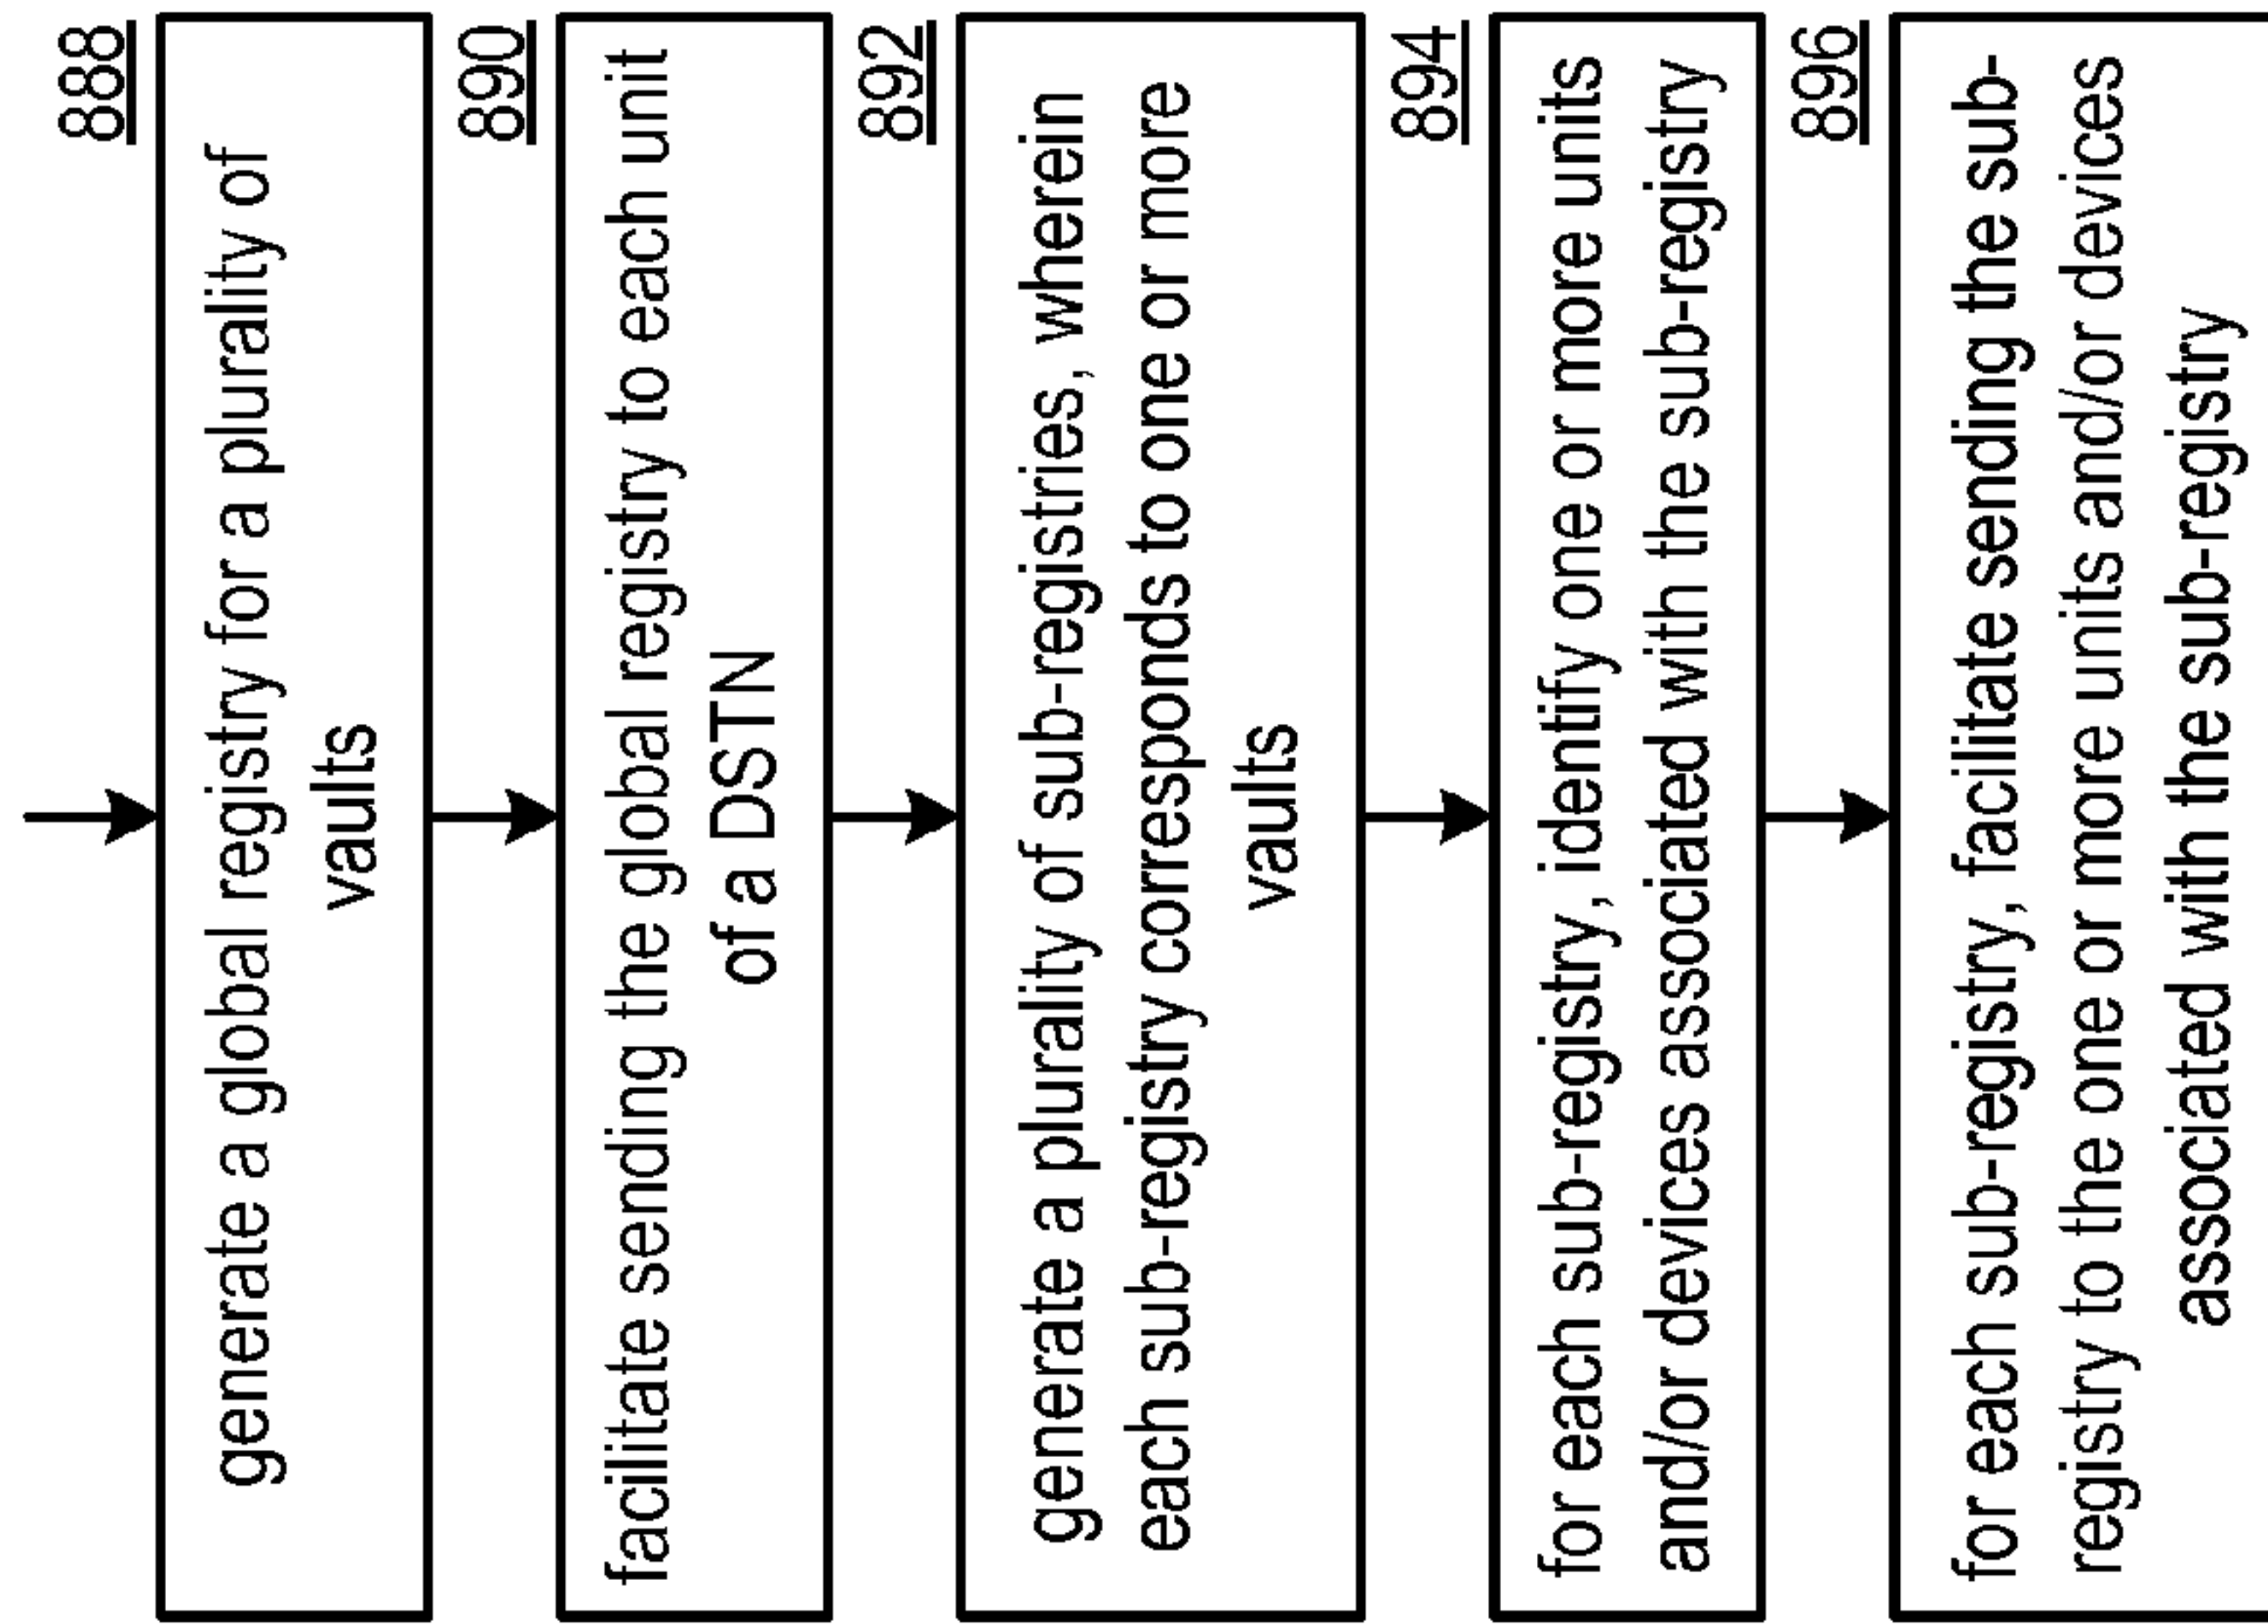 888
generate a global registry for a plurality of
vaults
890
facilitate sending the global registry to each unit
of a DSTN
892
generate a plurality of sub-registries, wherein
each sub-registry corresponds to one or more
vaults
894
for each sub-registry, identify one or more units
and/or devices associated with the sub-registry
896
for each sub-registry, facilitate sending the sub-
registry to the one or more units and/or devices
associated with the sub-registry